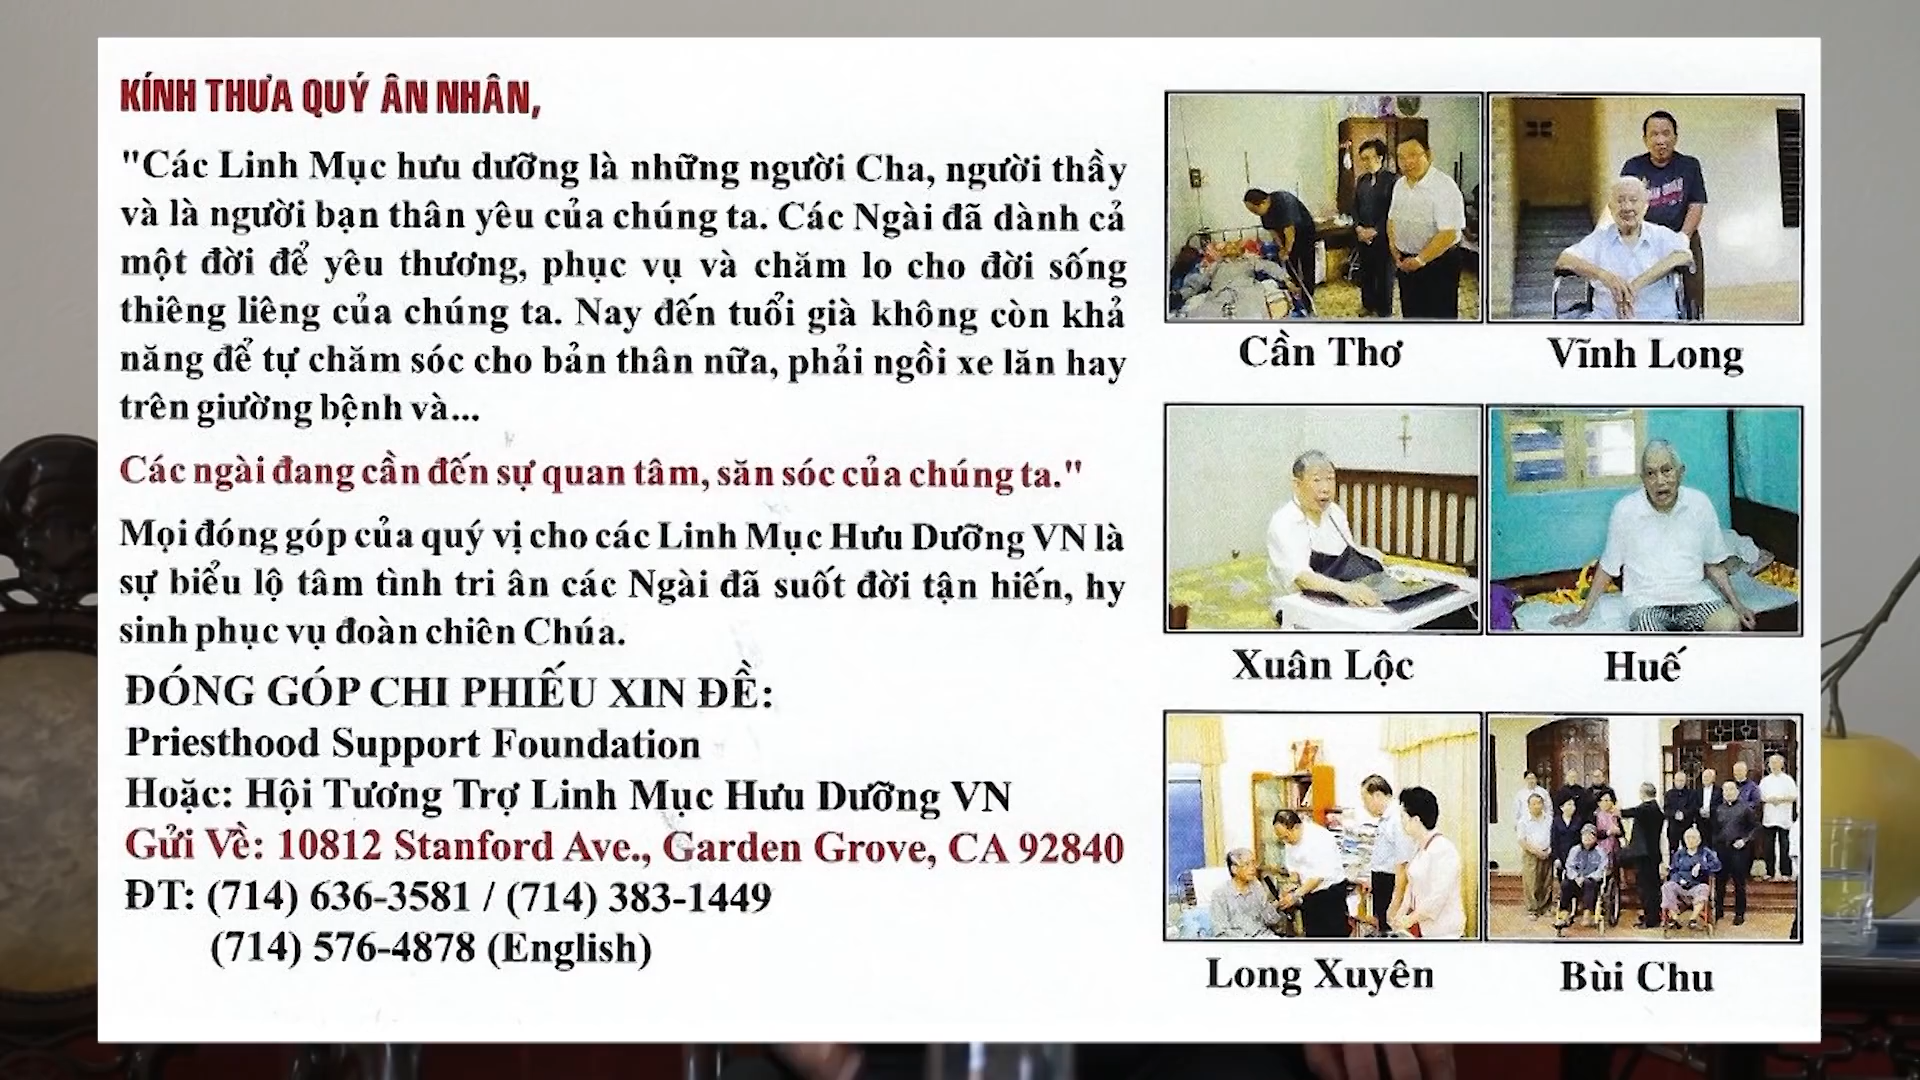 KÍNH THƯA QUÝ ÂN NHÂN,
"Các Linh Mục hưu dưỡng là những người Cha, người thầy
và là người bạn thân yêu của chúng ta. Các Ngài đã dành cả
một đời để yêu thương, phục vụ và chăm lo cho đời sống
thiêng liêng của chúng ta. Nay đến tuổi già không còn khả
năng để tự chăm sóc cho bản thân nữa, phải ngồi xe lăn hay
trên giường bệnh và...
Các ngài đang cần đến sự quan tâm, săn sóc của chúng ta."
Mọi đóng góp của quý vị cho các Linh Mục Hưu Dưỡng VN là
sự biểu lộ tâm tình tri ân các Ngài đã suốt đời tận hiến, hy
sinh phục vụ đoàn chiên Chúa.
ĐÓNG GÓP CHI PHIẾU XIN ĐỀ:
Priesthood Support Foundation
Hoặc: Hội Tương Trợ Linh Mục Hưu Dưỡng VN
Gửi Về: 10812 Stanford Ave., Garden Grove, CA 92840
ĐT: (714) 636-3581 / (714) 383-1449
(714) 576-4878 (English)
Cần Thơ
Vĩnh Long
Xuân Lộc
Huế
Long Xuyên
Bùi Chu